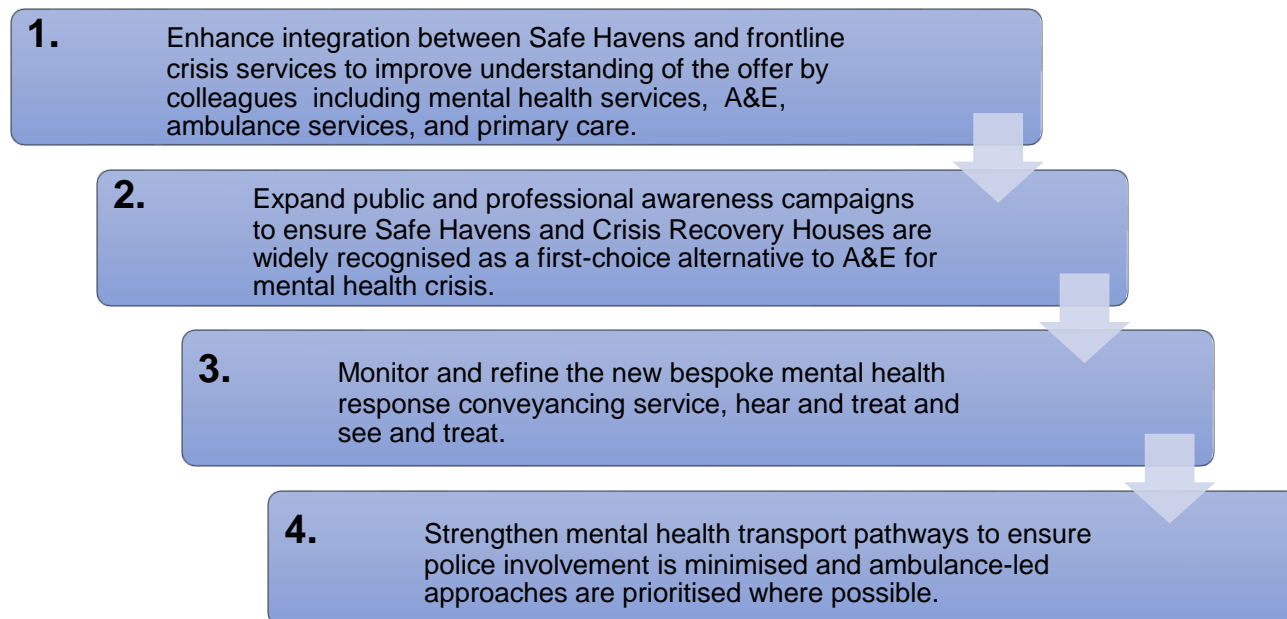 1. Enhance integration between Safe Havens and frontline
crisis services to improve understanding of the offer by
colleagues including mental health services, A&E,
ambulance services, and primary care.
2. Expand public and professional awareness campaigns
to ensure Safe Havens and Crisis Recovery Houses are
widely recognised as a first-choice alternative to A&E for
mental health crisis.
3. Monitor and refine the new bespoke mental health
response conveyancing service, hear and treat and
see and treat.
4. Strengthen mental health transport pathways to ensure
police involvement is minimised and ambulance-led
approaches are prioritised where possible.